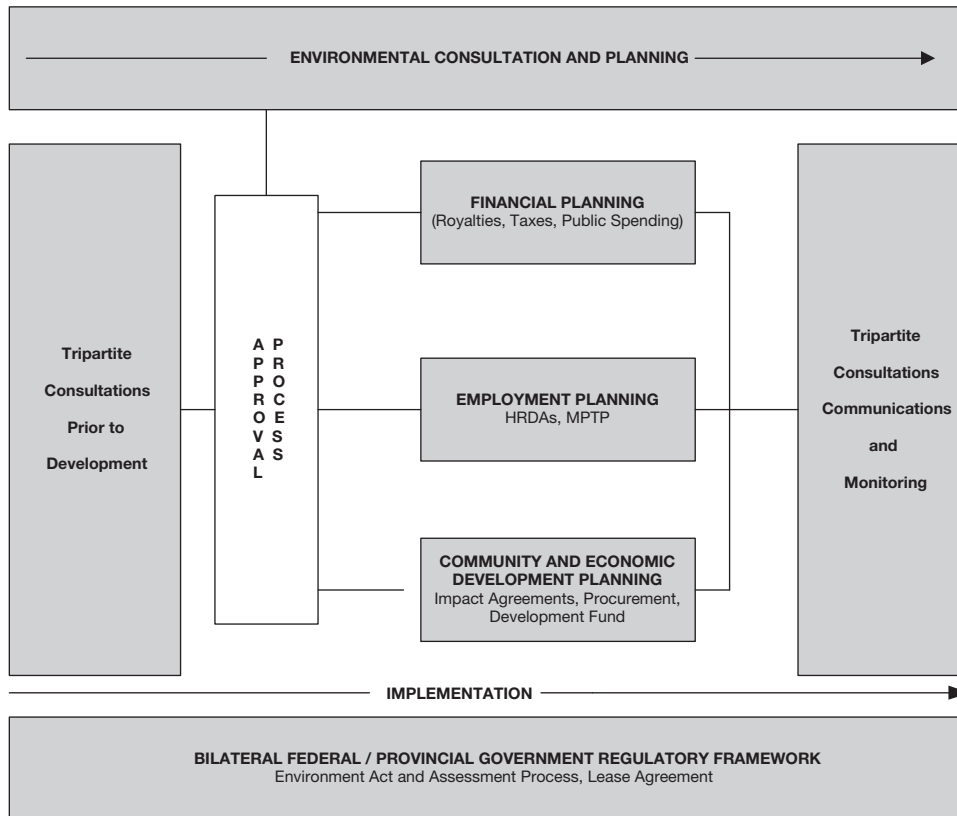 ENVIRONMENTAL CONSULTATION AND PLANNING
Tripartite
Consultations
Prior to
Development
APPROVAL
PROCESS
FINANCIAL PLANNING
(Royalties, Taxes, Public Spending)
EMPLOYMENT PLANNING
HRDAs, MPTP
COMMUNITY AND ECONOMIC
DEVELOPMENT PLANNING
Impact Agreements, Procurement,
Development Fund
Tripartite
Consultations
Communications
and
Monitoring
IMPLEMENTATION
BILATERAL FEDERAL / PROVINCIAL GOVERNMENT REGULATORY FRAMEWORK
Environment Act and Assessment Process, Lease Agreement